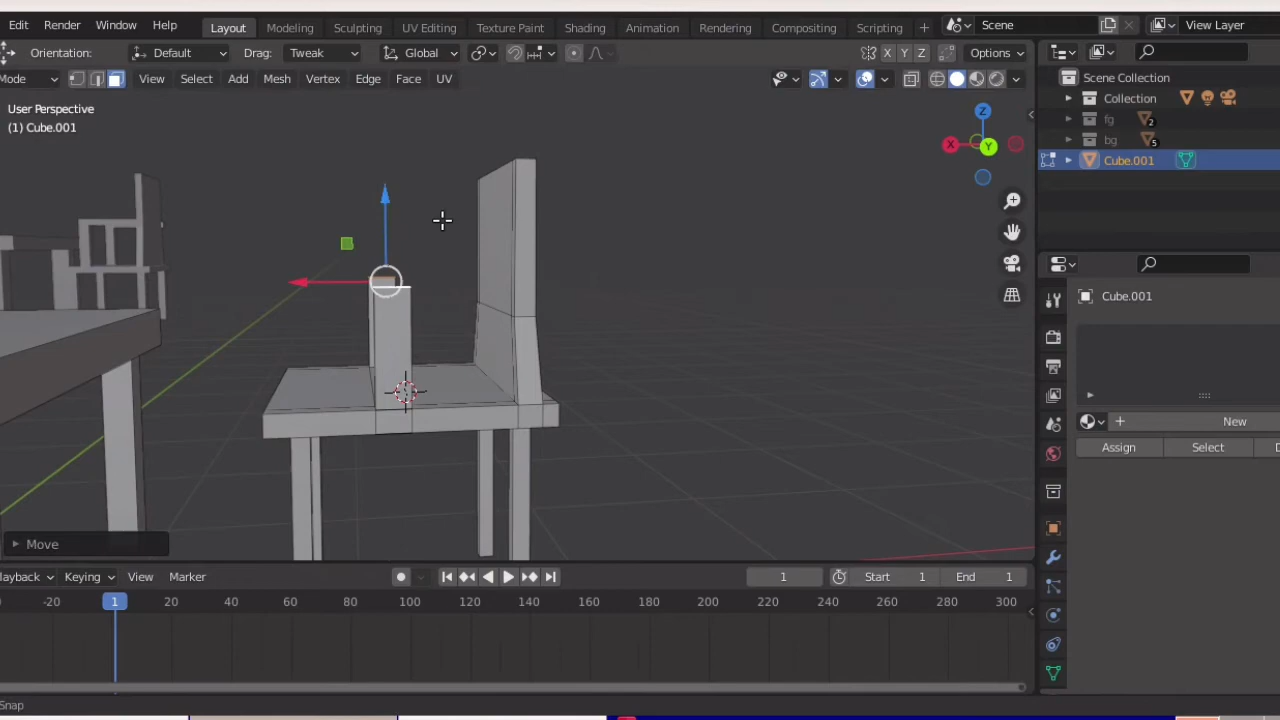 Edit Render Window Help Layout Modeling Sculpting UV Editing Texture Paint Shading Animation Rendering Compositing Scripting + Scene View Layer
Orientation: Default Drag: Tweak Global X Y Z Options
Mode View Select Add Mesh Vertex Edge Face UV
Scene Collection
Collection
fg 2
bg 5
Cube.001
User Perspective
(1) Cube.001
Z
X
Y
Cube.001
New
Assign Select D
Move
layback Keying View Marker 1 Start 1 End 1
-20 1 20 40 60 80 100 120 140 160 180 200 220 240 260 280 300
Snap